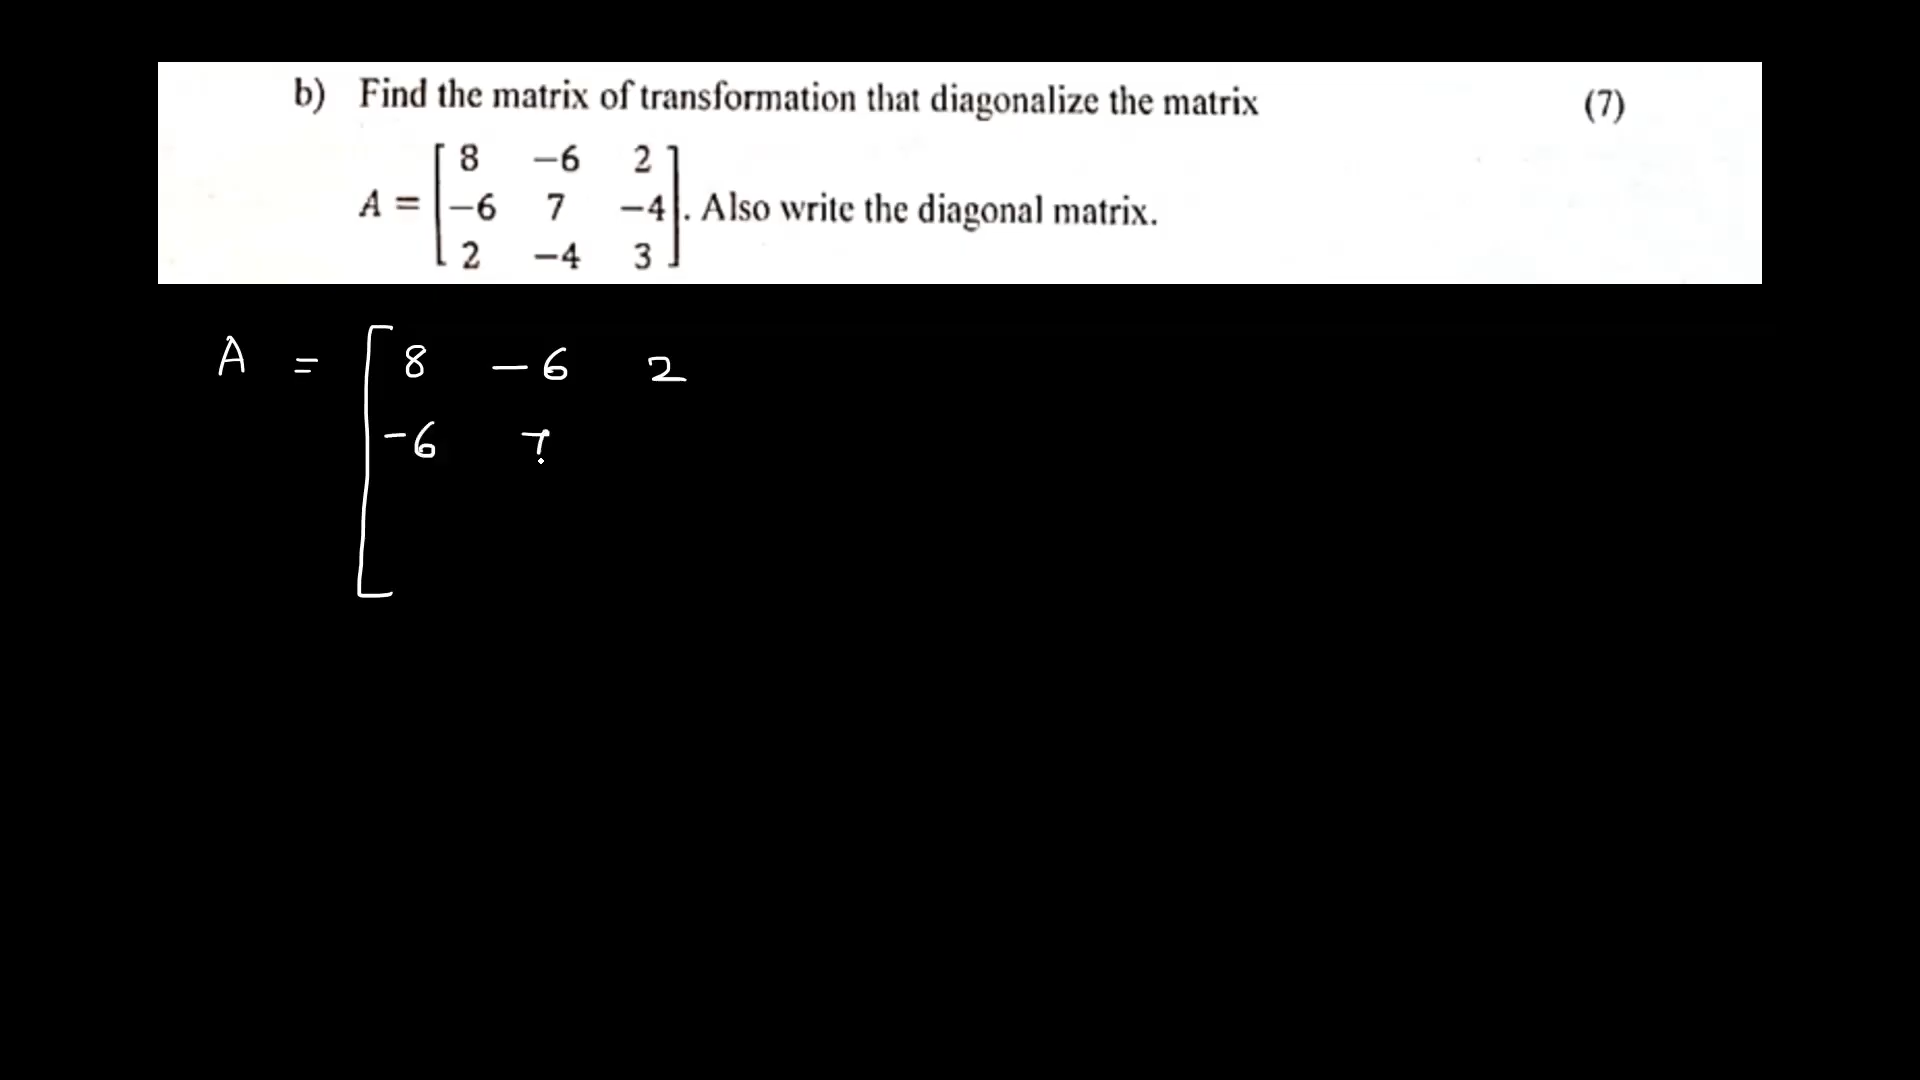 b) Find the matrix of transformation that diagonalize the matrix (7)
8 −6 2
A = −6 7 −4 . Also write the diagonal matrix.
2 −4 3
A = 8 −6 2
-6 7